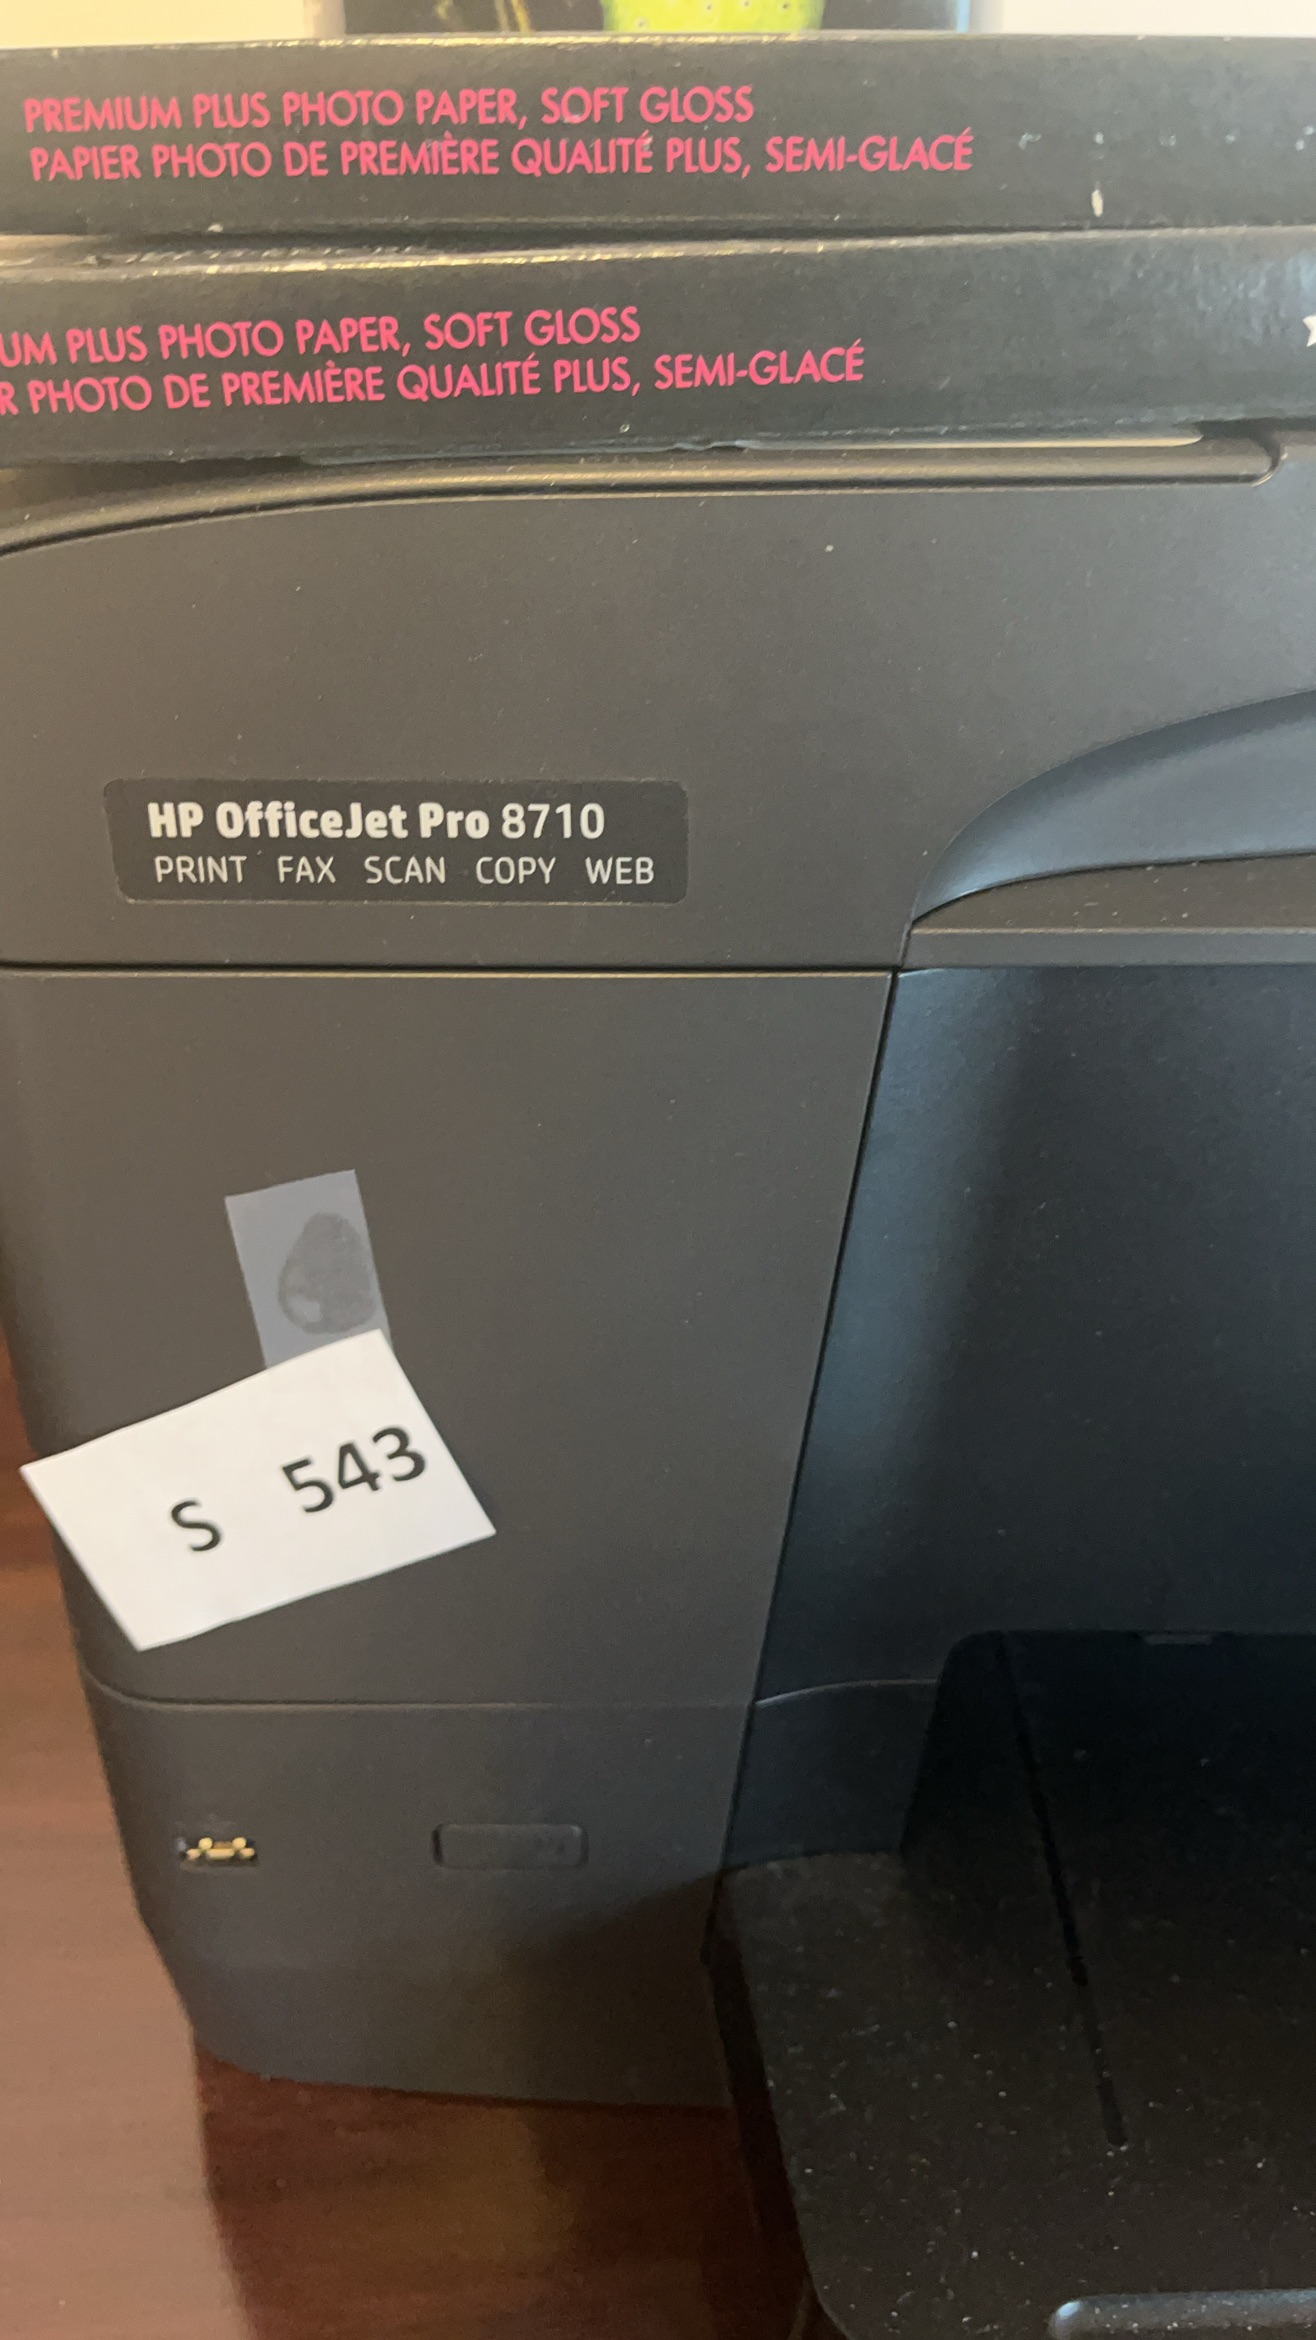 PREMIUM PLUS PHOTO PAPER, SOFT GLOSS
PAPIER PHOTO DE PREMIÈRE QUALITÉ PLUS, SEMI-GLACÉ
UM PLUS PHOTO PAPER, SOFT GLOSS
R PHOTO DE PREMIÈRE QUALITÉ PLUS, SEMI-GLACÉ
HP OfficeJet Pro 8710
PRINT FAX SCAN COPY WEB
S 543